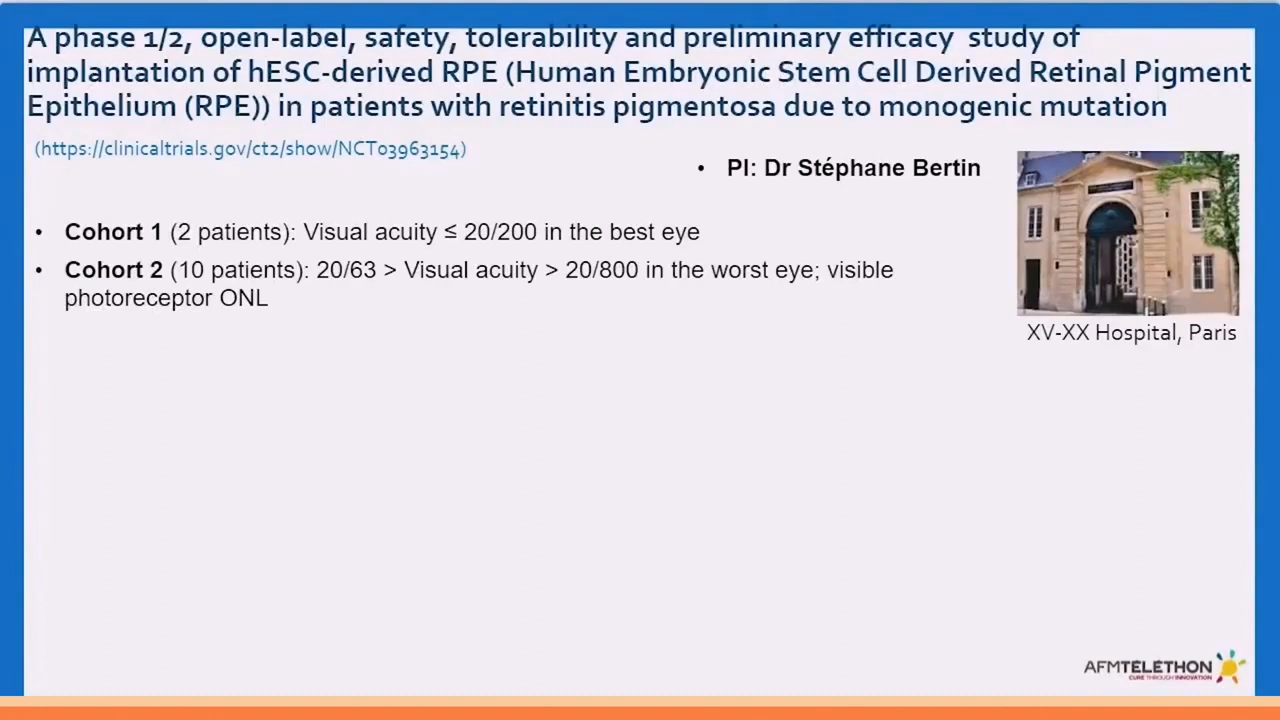 A phase 1/2, open-label, safety, tolerability and preliminary efficacy study of
implantation of hESC-derived RPE (Human Embryonic Stem Cell Derived Retinal Pigment
Epithelium (RPE)) in patients with retinitis pigmentosa due to monogenic mutation
(https://clinicaltrials.gov/ct2/show/NCT03963154)
• PI: Dr Stéphane Bertin
• Cohort 1 (2 patients): Visual acuity ≤ 20/200 in the best eye
• Cohort 2 (10 patients): 20/63 > Visual acuity > 20/800 in the worst eye; visible
photoreceptor ONL
XV-XX Hospital, Paris
AFMTÉLÉTHON
CURE THROUGH INNOVATION